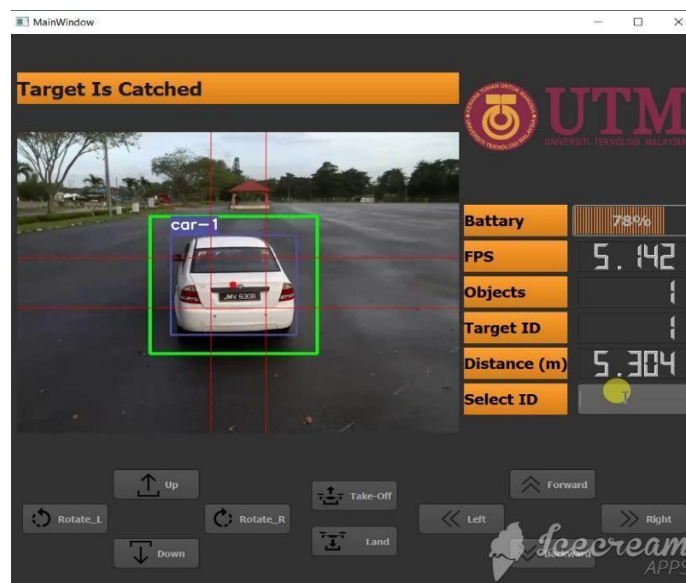 MainWindow
Target Is Catched
UTM
UNIVERSITI TEKNOLOGI MALAYSIA
car-1
JMV 6306
Battary 78%
FPS 5.142
Objects 1
Target ID 1
Distance (m) 5.304
Select ID
Up
Take-Off
Forward
Rotate_L
Rotate_R
Left
Right
Down
Land
Backward
Icecream
APPS